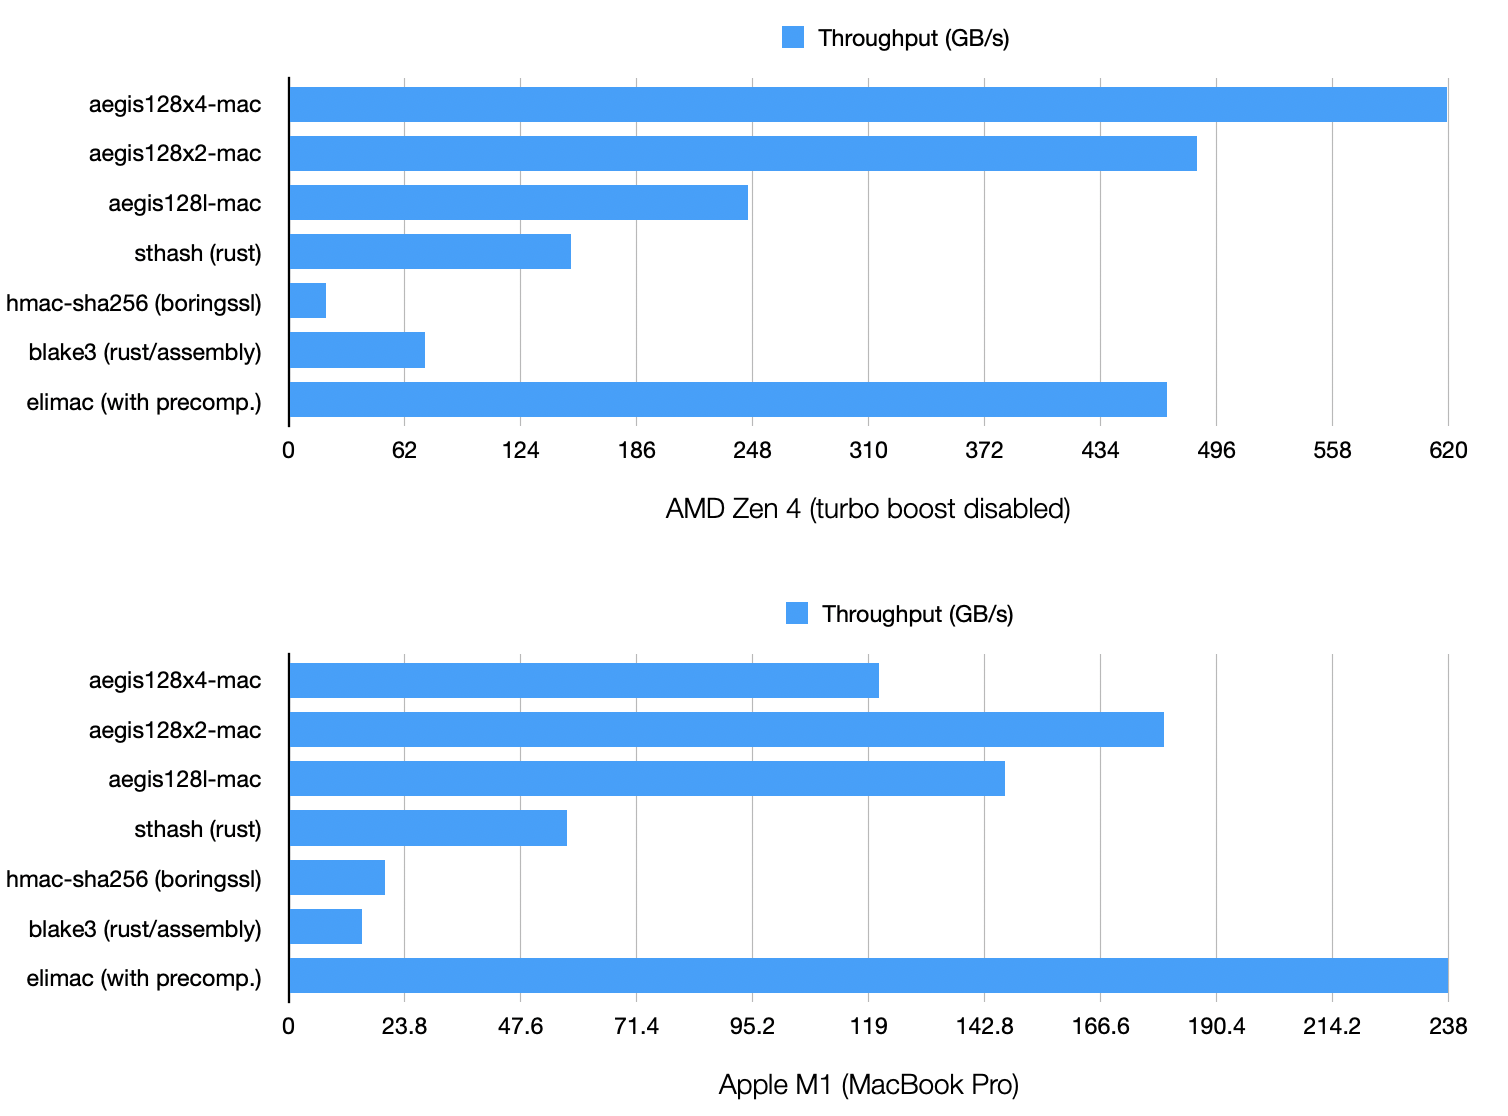 Throughput (GB/s)
aegis128x4-mac
aegis128x2-mac
aegis128l-mac
sthash (rust)
hmac-sha256 (boringssl)
blake3 (rust/assembly)
elimac (with precomp.)
0 62 124 186 248 310 372 434 496 558 620
AMD Zen 4 (turbo boost disabled)
Throughput (GB/s)
aegis128x4-mac
aegis128x2-mac
aegis128l-mac
sthash (rust)
hmac-sha256 (boringssl)
blake3 (rust/assembly)
elimac (with precomp.)
0 23.8 47.6 71.4 95.2 119 142.8 166.6 190.4 214.2 238
Apple M1 (MacBook Pro)